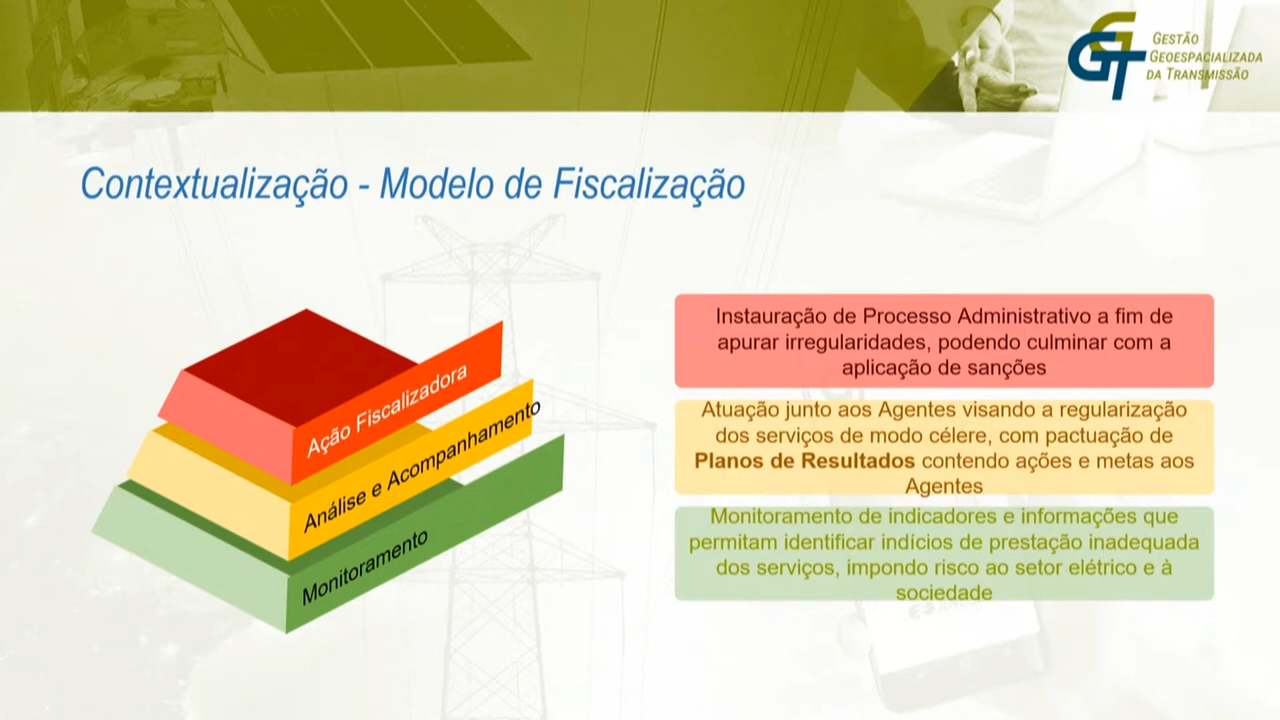 GESTÃO
GEOESPACIALIZADA
DA TRANSMISSÃO
Contextualização - Modelo de Fiscalização
Ação Fiscalizadora
Análise e Acompanhamento
Monitoramento
Instauração de Processo Administrativo a fim de
apurar irregularidades, podendo culminar com a
aplicação de sanções
Atuação junto aos Agentes visando a regularização
dos serviços de modo célere, com pactuação de
Planos de Resultados contendo ações e metas aos
Agentes
Monitoramento de indicadores e informações que
permitam identificar indícios de prestação inadequada
dos serviços, impondo risco ao setor elétrico e à
sociedade